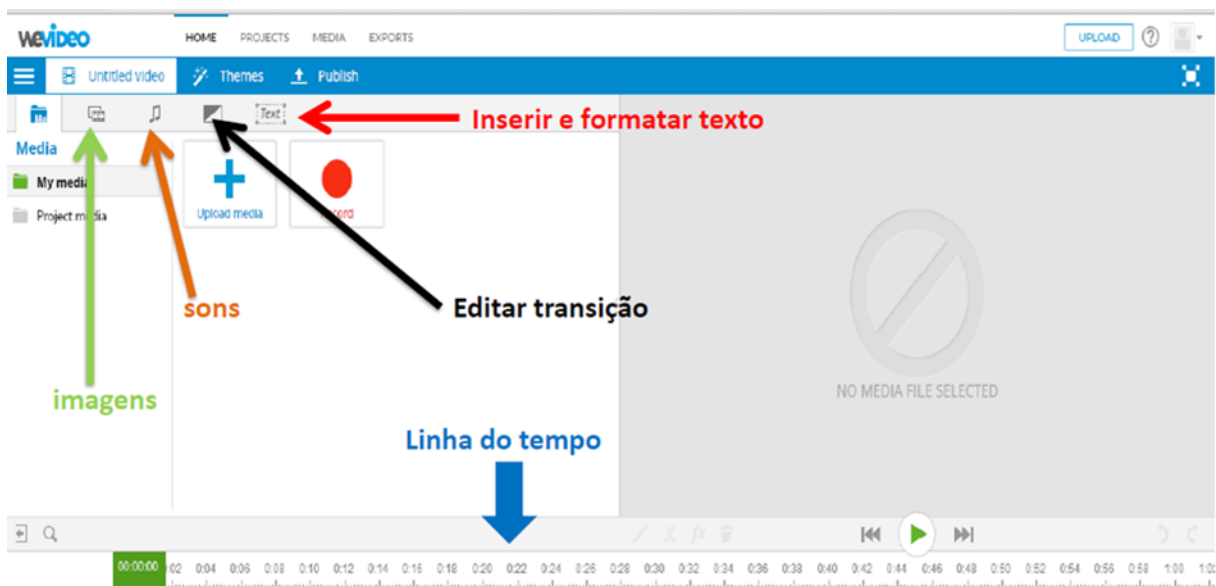 WeVIDEO HOME PROJECTS MEDIA EXPORTS UPLOAD ?
Untitled video Themes Publish
Text Inserir e formatar texto
Media
My media
Project media
Upload media Record
sons Editar transição
imagens
NO MEDIA FILE SELECTED
Linha do tempo
fx
00:00:00 :02 0:04 0:06 0:08 0:10 0:12 0:14 0:16 0:18 0:20 0:22 0:24 0:26 0:28 0:30 0:32 0:34 0:36 0:38 0:40 0:42 0:44 0:46 0:48 0:50 0:52 0:54 0:56 0:58 1:00 1:02